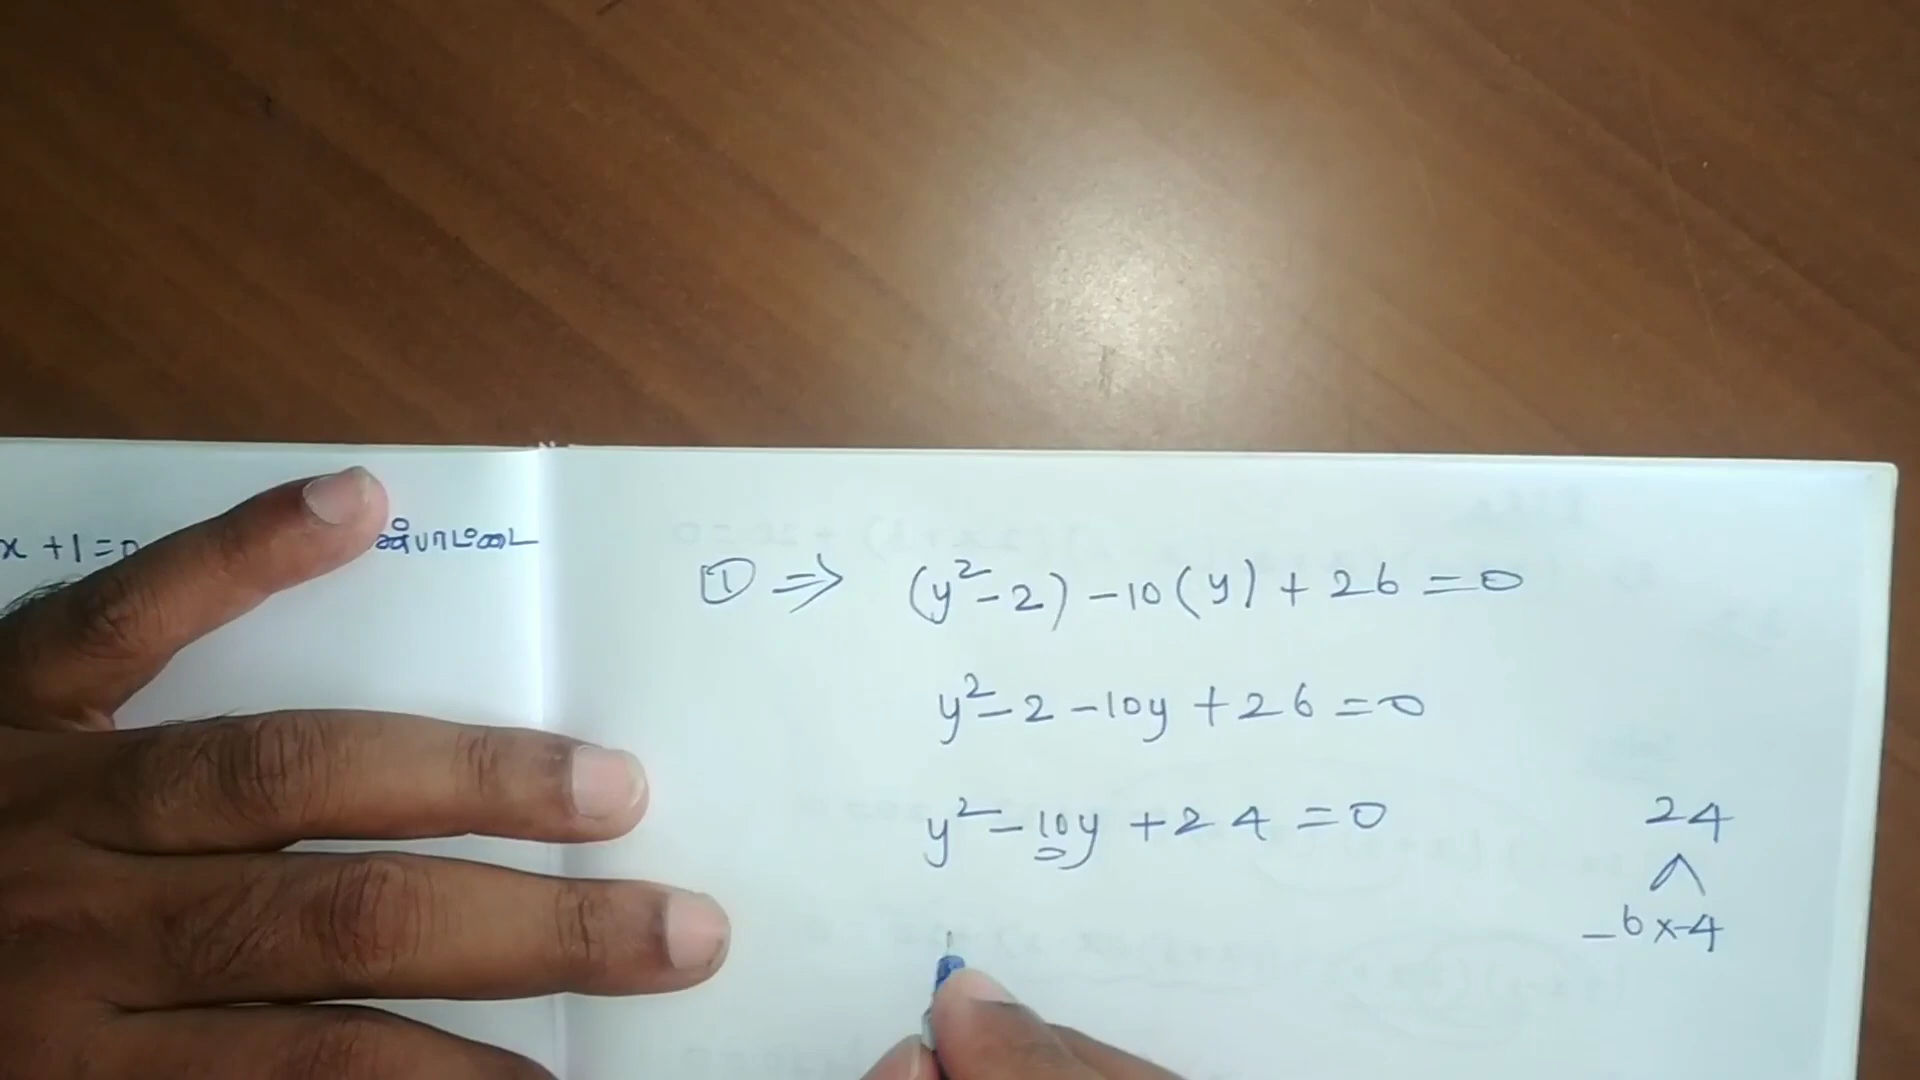 x + 1 = 0
① ⇒ (y² - 2) - 10 (y) + 26 = 0
y² - 2 - 10y + 26 = 0
y² - 10y + 24 = 0
24
-6 x -4